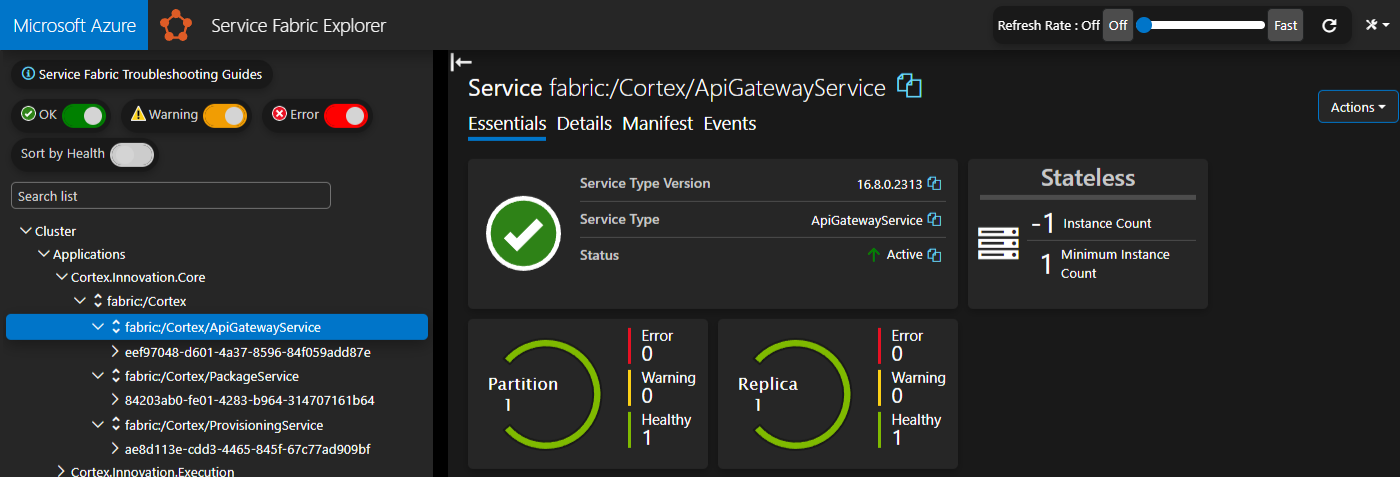 Microsoft Azure
Service Fabric Explorer
Refresh Rate : Off Off Fast
Service Fabric Troubleshooting Guides
OK Warning Error
Sort by Health
Search list
Cluster
Applications
Cortex.Innovation.Core
fabric:/Cortex
fabric:/Cortex/ApiGatewayService
eef97048-d601-4a37-8596-84f059add87e
fabric:/Cortex/PackageService
84203ab0-fe01-4283-b964-314707161b64
fabric:/Cortex/ProvisioningService
ae8d113e-cdd3-4465-845f-67c77ad909bf
Cortex.Innovation.Execution
Service fabric:/Cortex/ApiGatewayService
Actions
Essentials Details Manifest Events
Service Type Version 16.8.0.2313
Service Type ApiGatewayService
Status Active
Stateless
-1 Instance Count
1 Minimum Instance
Count
Partition
1
Error
0
Warning
0
Healthy
1
Replica
1
Error
0
Warning
0
Healthy
1